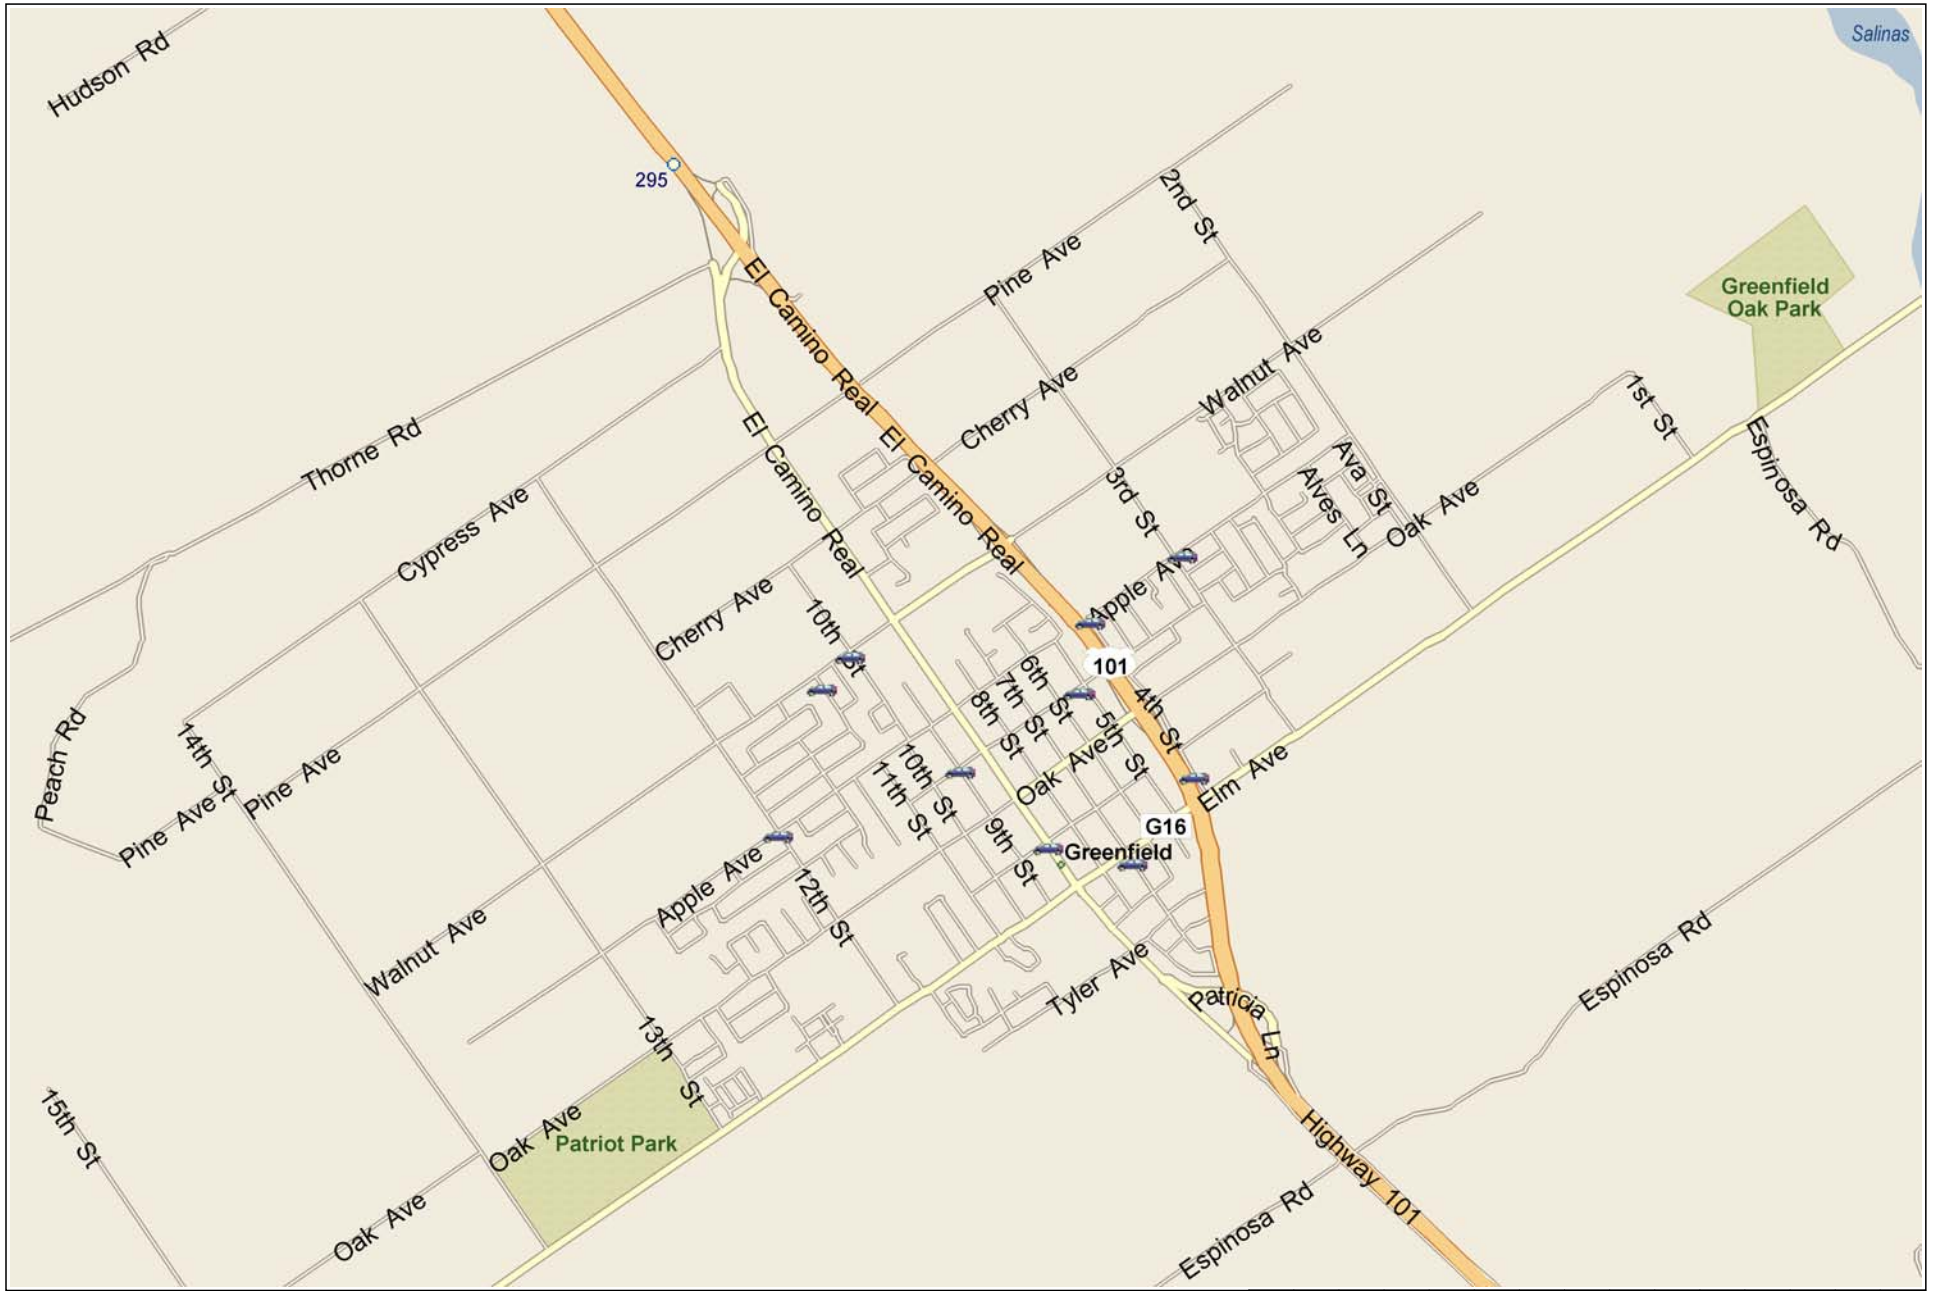 Salinas
Hudson Rd
295
2nd St
El Camino Real
Pine Ave
Greenfield
Oak Park
Walnut Ave
Cherry Ave
1st St
El Camino Real
El Camino Real
Thorne Rd
Espinosa Rd
Ava St
Alves Ln
3rd St
Oak Ave
Cypress Ave
Apple Ave
Cherry Ave
10th St
101
6th St
7th St
8th St
4th St
5th St
Peach Rd
14th St
Pine Ave
Pine Ave
Oak Ave
10th St
11th St
Elm Ave
G16
9th St
Greenfield
Apple Ave
12th St
Walnut Ave
Tyler Ave
Patricia Ln
Espinosa Rd
13th St
15th St
Oak Ave
Patriot Park
Highway 101
Oak Ave
Espinosa Rd